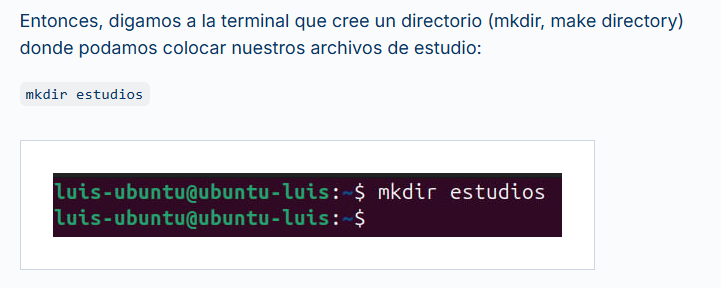 Entonces, digamos a la terminal que cree un directorio (mkdir, make directory)
donde podamos colocar nuestros archivos de estudio:
mkdir estudios
luis-ubuntu@ubuntu-luis:~$ mkdir estudios
luis-ubuntu@ubuntu-luis:~$